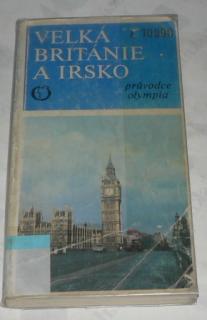 VELKÁ
BRITÁNIE
A IRSKO
průvodce
olympia